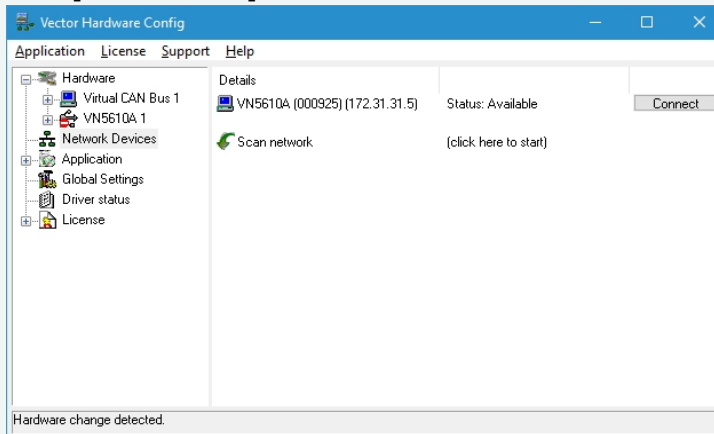 Vector Hardware Config
Application License Support Help
Hardware
Virtual CAN Bus 1
VN5610A 1
Network Devices
Application
Global Settings
Driver status
License
Details
VN5610A (000925) (172.31.31.5) Status: Available Connect
Scan network (click here to start)
Hardware change detected.